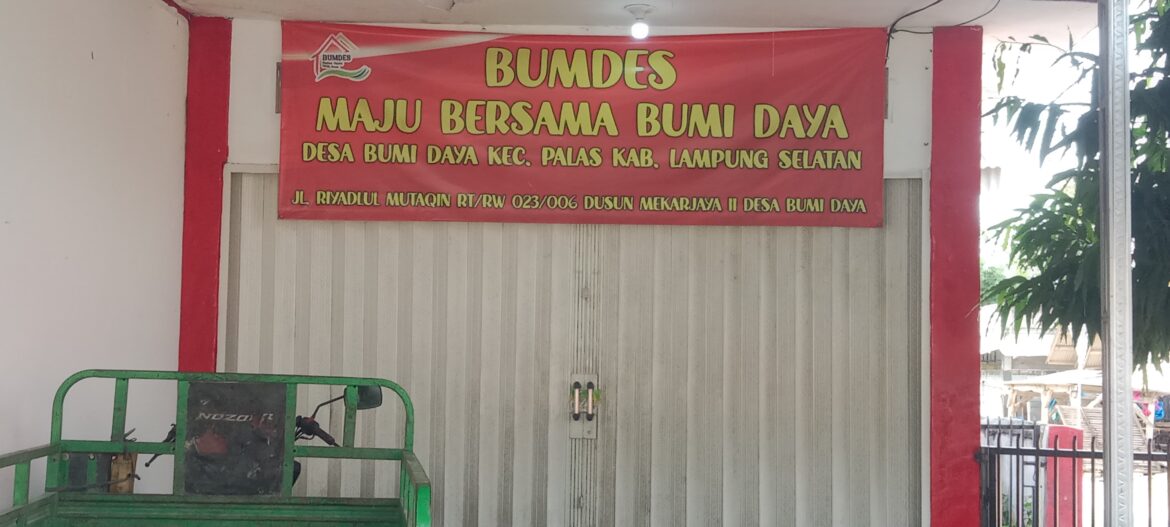 BUMDES
BUMDES
MAJU BERSAMA BUMI DAYA
DESA BUMI DAYA KEC. PALAS KAB. LAMPUNG SELATAN
JL. RIYADLUL MUTAQIN RT/RW 023/006 DUSUN MEKARJAYA II DESA BUMI DAYA